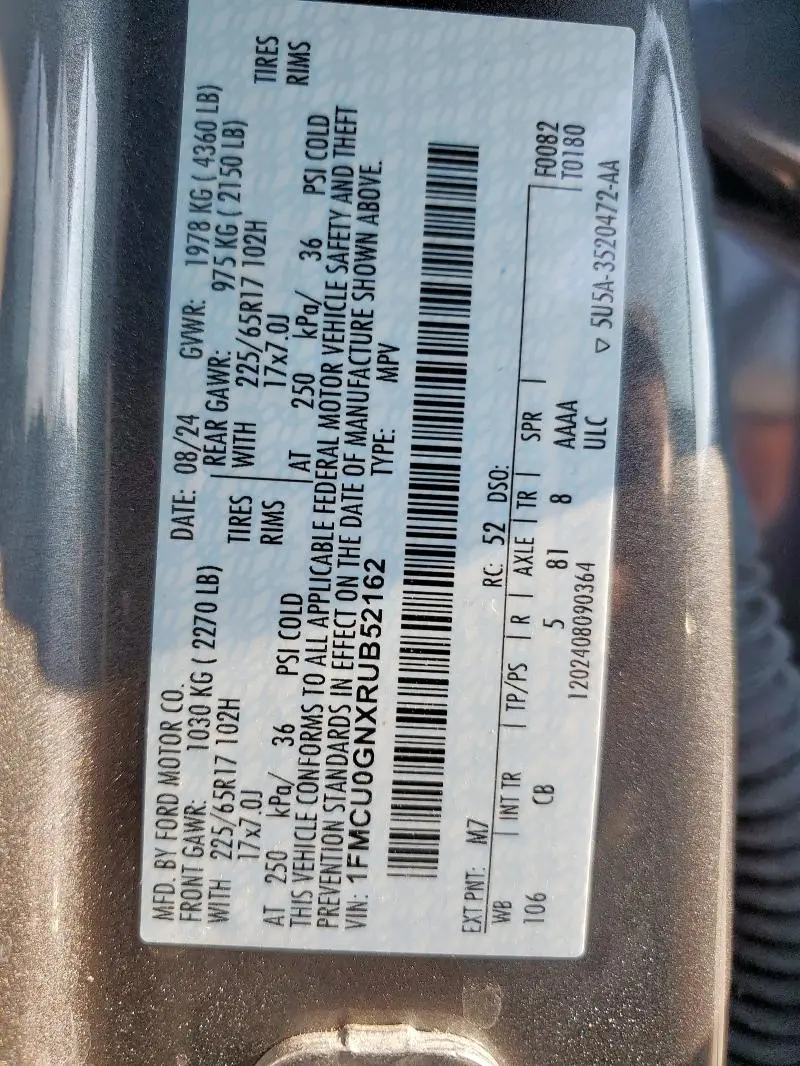 MFD. BY FORD MOTOR CO. DATE: 08/24 GVWR: 1978 KG ( 4360 LB)
FRONT GAWR: 1030 KG ( 2270 LB) REAR GAWR: 975 KG ( 2150 LB)
WITH 225/65R17 102H TIRES WITH 225/65R17 102H TIRES
17x7.0J RIMS 17x7.0J RIMS
AT 250 kPa/ 36 PSI COLD AT 250 kPa/ 36 PSI COLD
THIS VEHICLE CONFORMS TO ALL APPLICABLE FEDERAL MOTOR VEHICLE SAFETY AND THEFT
PREVENTION STANDARDS IN EFFECT ON THE DATE OF MANUFACTURE SHOWN ABOVE.
VIN: 1FMCU0GNXRUB52162 TYPE: MPV
EXT PNT: M7 RC: 52 DSO: F0082
WB INT TR TP/PS R AXLE TR SPR T0180
106 CB 5 81 8 AAAA
ULC
1202408090364 ▽ 5U5A-3520472-AA